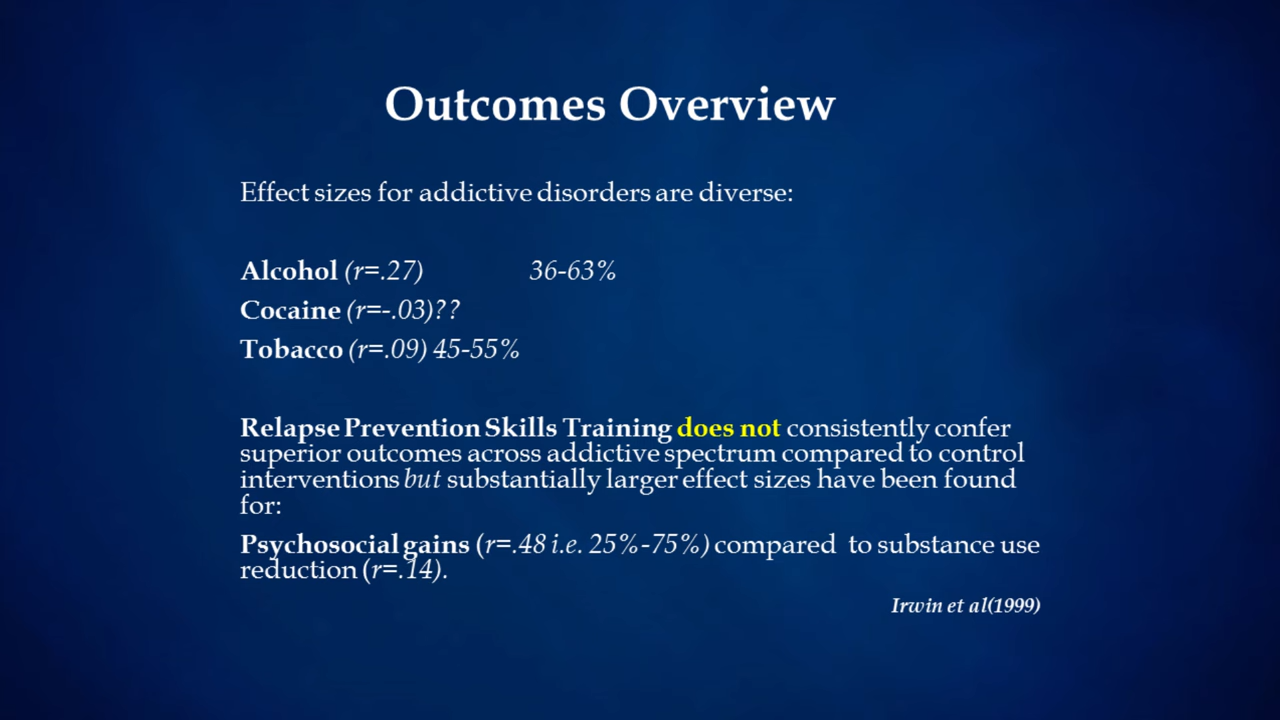 Outcomes Overview
Effect sizes for addictive disorders are diverse:
Alcohol (r=.27) 36-63%
Cocaine (r=-.03)??
Tobacco (r=.09) 45-55%
Relapse Prevention Skills Training does not consistently confer
superior outcomes across addictive spectrum compared to control
interventions but substantially larger effect sizes have been found
for:
Psychosocial gains (r=.48 i.e. 25%-75%) compared to substance use
reduction (r=.14).
Irwin et al(1999)